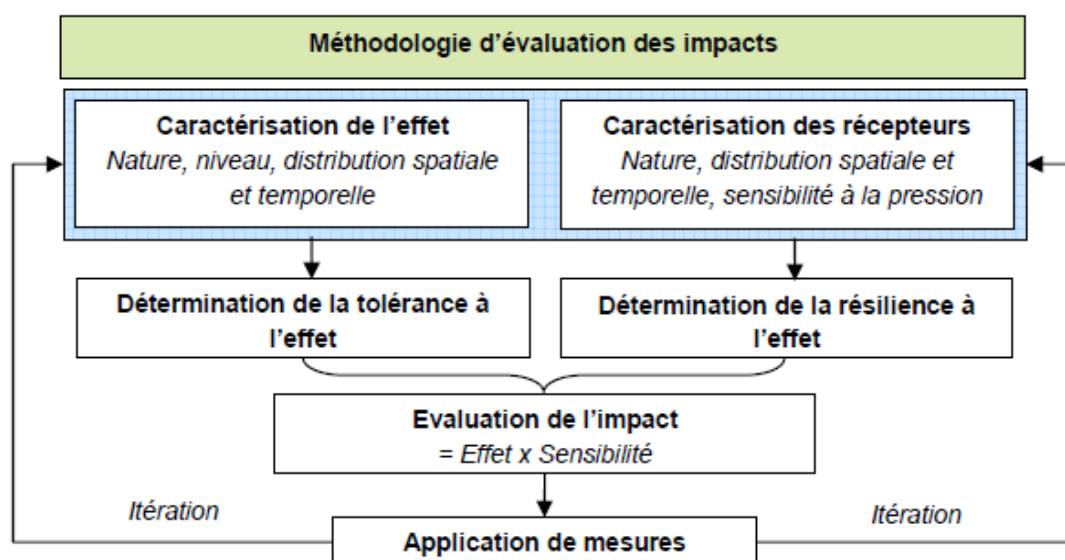 Méthodologie d’évaluation des impacts
Caractérisation de l’effet
Nature, niveau, distribution spatiale
et temporelle
Caractérisation des récepteurs
Nature, distribution spatiale et
temporelle, sensibilité à la pression
Détermination de la tolérance à
l’effet
Détermination de la résilience à
l’effet
Evaluation de l’impact
= Effet x Sensibilité
Itération
Itération
Application de mesures